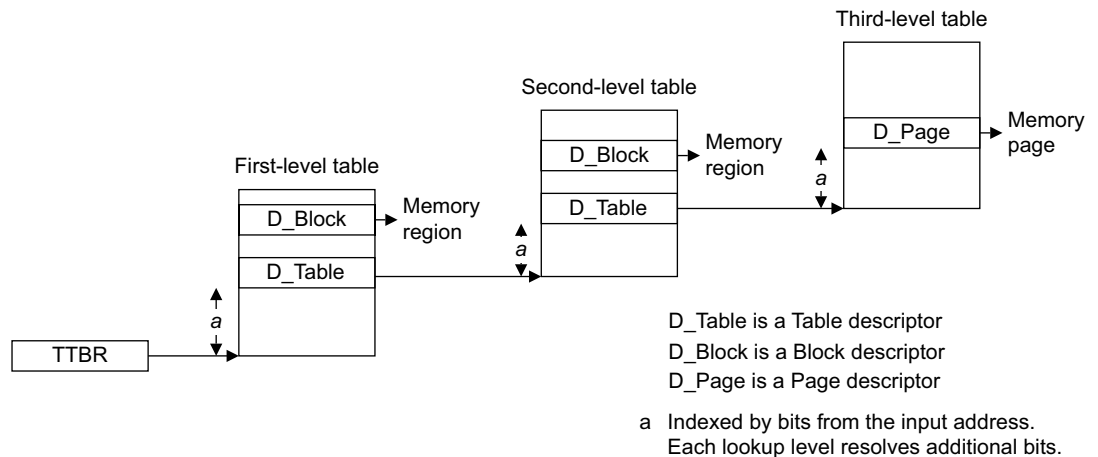 Third-level table
Second-level table
D_Page
Memory
page
First-level table
D_Block
Memory
region
a
D_Block
Memory
region
D_Table
D_Table
a
a
TTBR
D_Table is a Table descriptor
D_Block is a Block descriptor
D_Page is a Page descriptor
a Indexed by bits from the input address.
Each lookup level resolves additional bits.